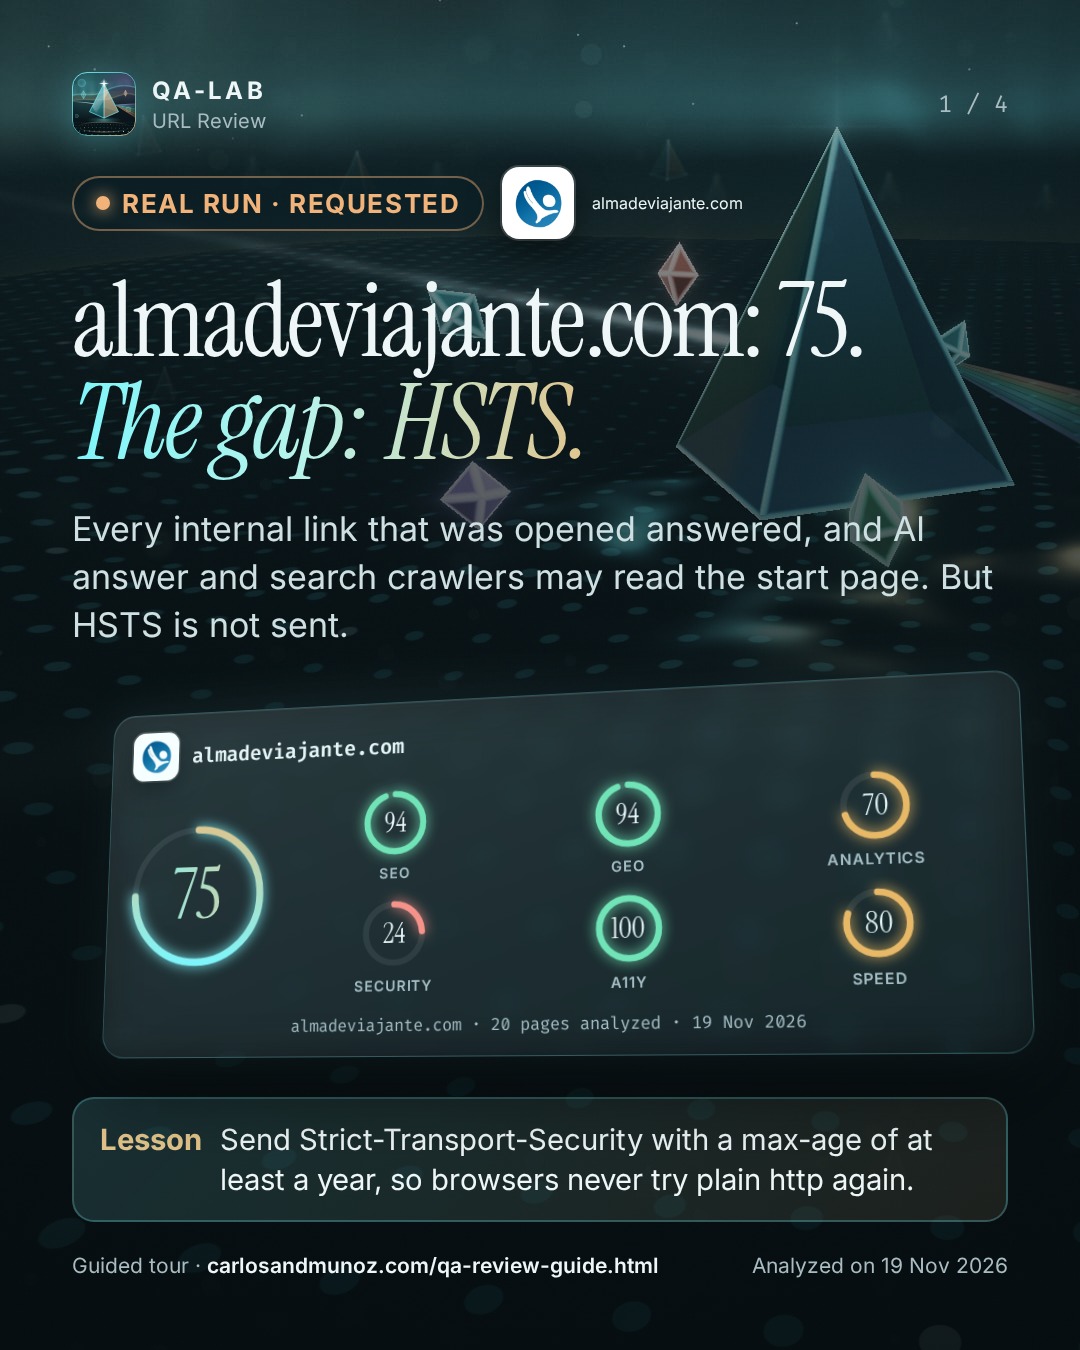 QA-LAB
URL Review
1 / 4
REAL RUN · REQUESTED
almadeviajante.com
almadeviajante.com: 75.
The gap: HSTS.
Every internal link that was opened answered, and AI
answer and search crawlers may read the start page. But
HSTS is not sent.
almadeviajante.com
75
94
SEO
94
GEO
70
ANALYTICS
24
SECURITY
100
A11Y
80
SPEED
almadeviajante.com · 20 pages analyzed · 19 Nov 2026
Lesson Send Strict-Transport-Security with a max-age of at
least a year, so browsers never try plain http again.
Guided tour · carlosandmunoz.com/qa-review-guide.html
Analyzed on 19 Nov 2026